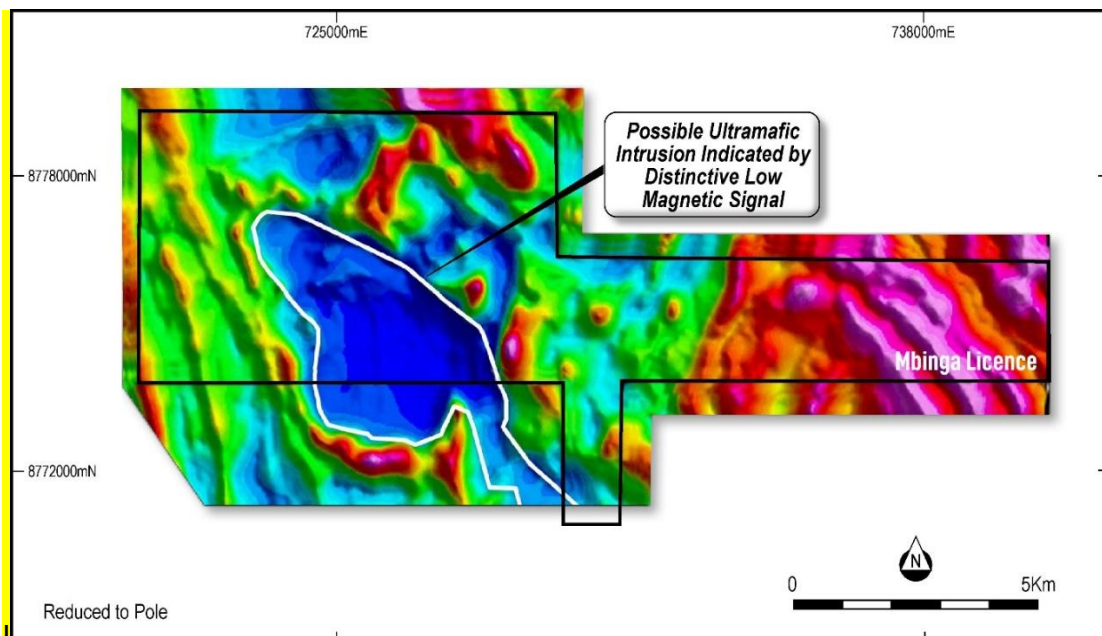 725000mE
738000mE
Possible Ultramafic
Intrusion Indicated by
Distinctive Low
Magnetic Signal
8778000mN
Mbinga Licence
8772000mN
N
0
5Km
Reduced to Pole